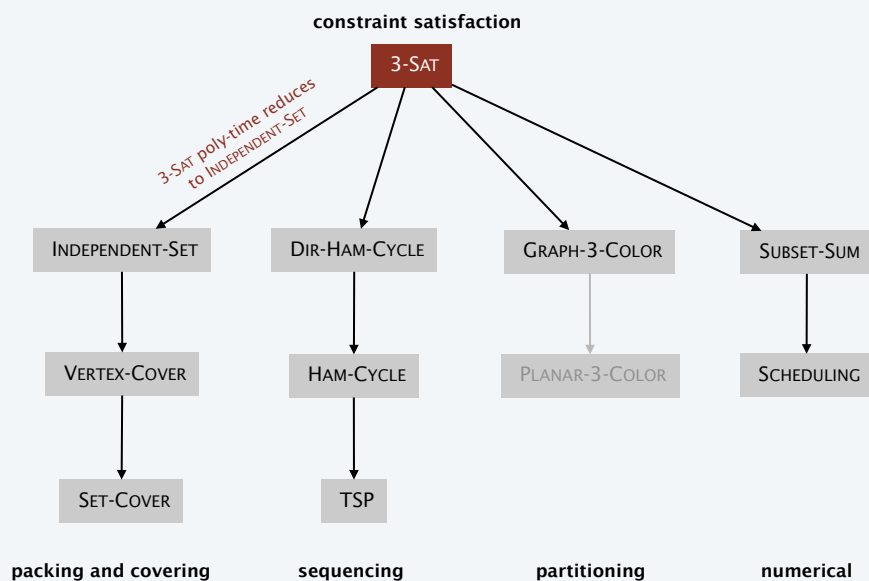 constraint satisfaction
3-SAT
3-SAT poly-time reduces
to INDEPENDENT-SET
INDEPENDENT-SET
DIR-HAM-CYCLE
GRAPH-3-COLOR
SUBSET-SUM
VERTEX-COVER
HAM-CYCLE
PLANAR-3-COLOR
SCHEDULING
SET-COVER
TSP
packing and covering
sequencing
partitioning
numerical